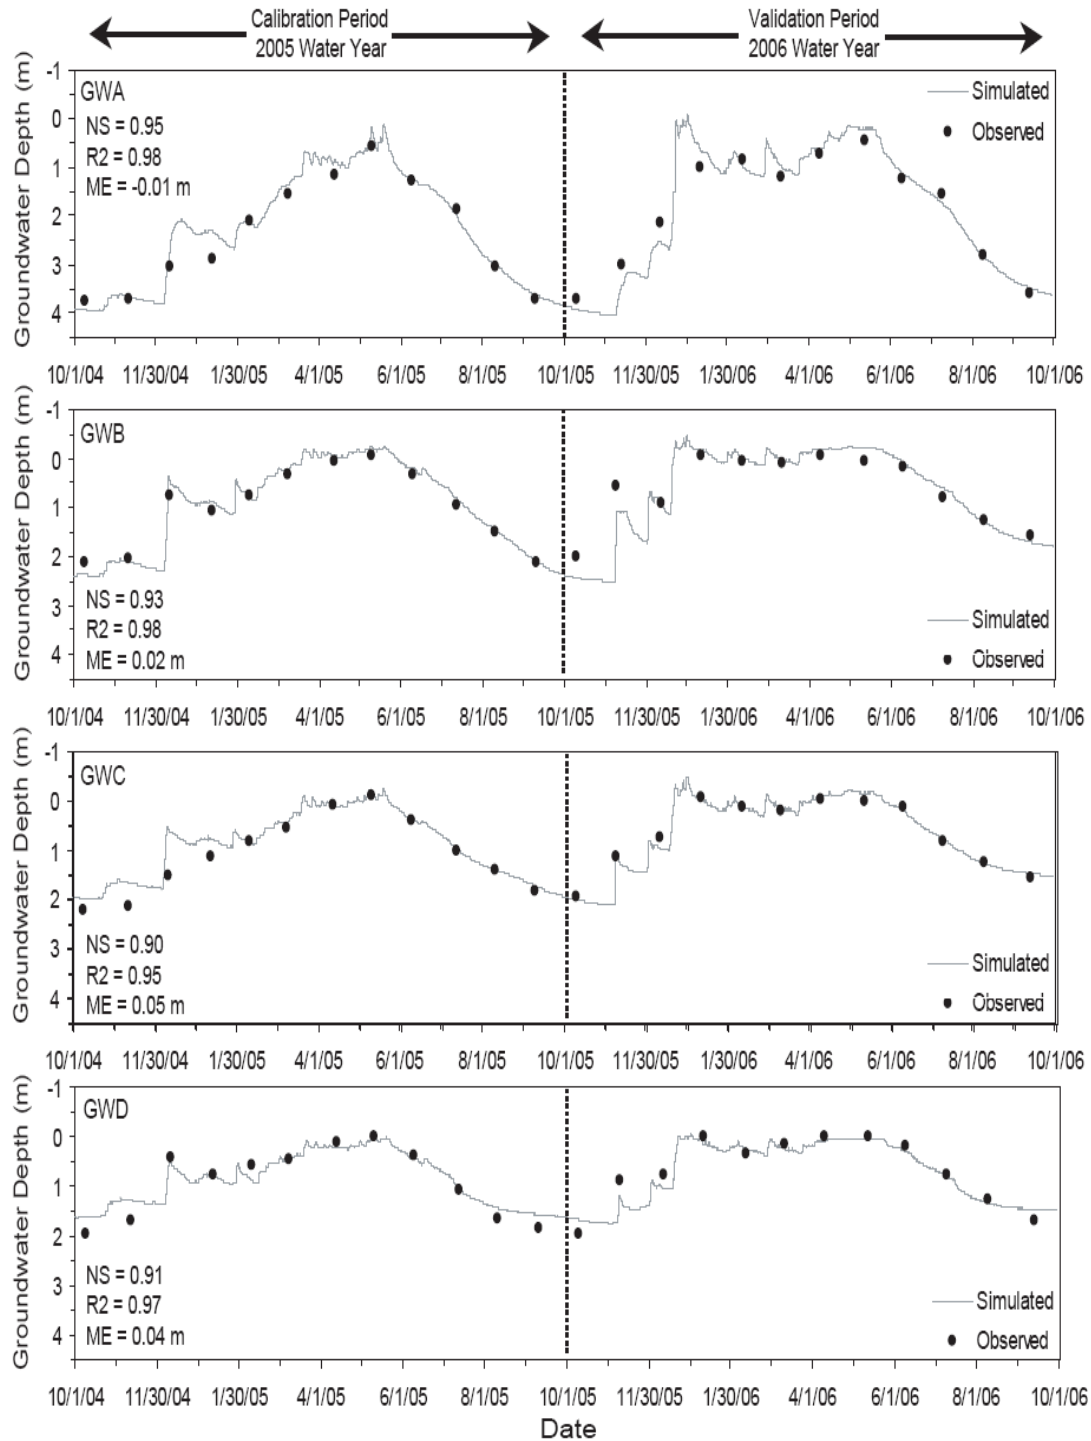 Calibration Period
2005 Water Year
Validation Period
2006 Water Year
Groundwater Depth (m)
-1
0
1
2
3
4
GWA
NS = 0.95
R2 = 0.98
ME = -0.01 m
Simulated
Observed
10/1/04 11/30/04 1/30/05 4/1/05 6/1/05 8/1/05 10/1/05 11/30/05 1/30/06 4/1/06 6/1/06 8/1/06 10/1/06
Groundwater Depth (m)
-1
0
1
2
3
4
GWB
NS = 0.93
R2 = 0.98
ME = 0.02 m
Simulated
Observed
10/1/04 11/30/04 1/30/05 4/1/05 6/1/05 8/1/05 10/1/05 11/30/05 1/30/06 4/1/06 6/1/06 8/1/06 10/1/06
Groundwater Depth (m)
-1
0
1
2
3
4
GWC
NS = 0.90
R2 = 0.95
ME = 0.05 m
Simulated
Observed
10/1/04 11/30/04 1/30/05 4/1/05 6/1/05 8/1/05 10/1/05 11/30/05 1/30/06 4/1/06 6/1/06 8/1/06 10/1/06
Groundwater Depth (m)
-1
0
1
2
3
4
GWD
NS = 0.91
R2 = 0.97
ME = 0.04 m
Simulated
Observed
10/1/04 11/30/04 1/30/05 4/1/05 6/1/05 8/1/05 10/1/05 11/30/05 1/30/06 4/1/06 6/1/06 8/1/06 10/1/06
Date